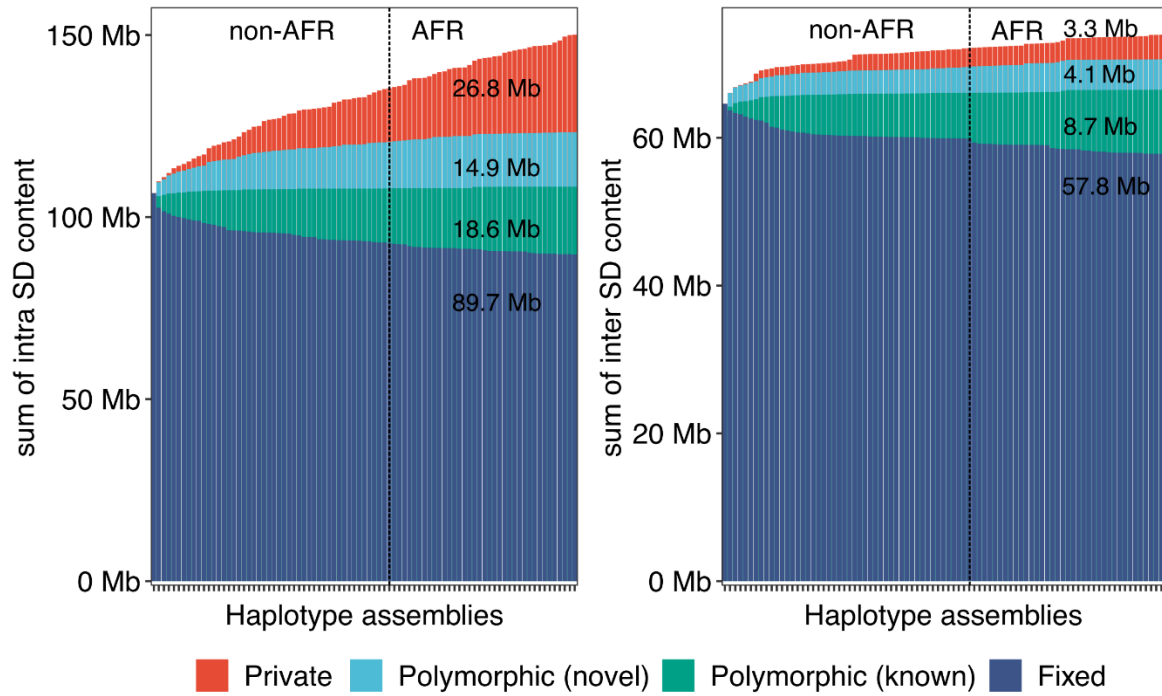 150 Mb
100 Mb
50 Mb
0 Mb
sum of intra SD content
non-AFR
AFR
26.8 Mb
14.9 Mb
18.6 Mb
89.7 Mb
Haplotype assemblies
60 Mb
40 Mb
20 Mb
0 Mb
sum of inter SD content
non-AFR
AFR
3.3 Mb
4.1 Mb
8.7 Mb
57.8 Mb
Haplotype assemblies
Private Polymorphic (novel) Polymorphic (known) Fixed